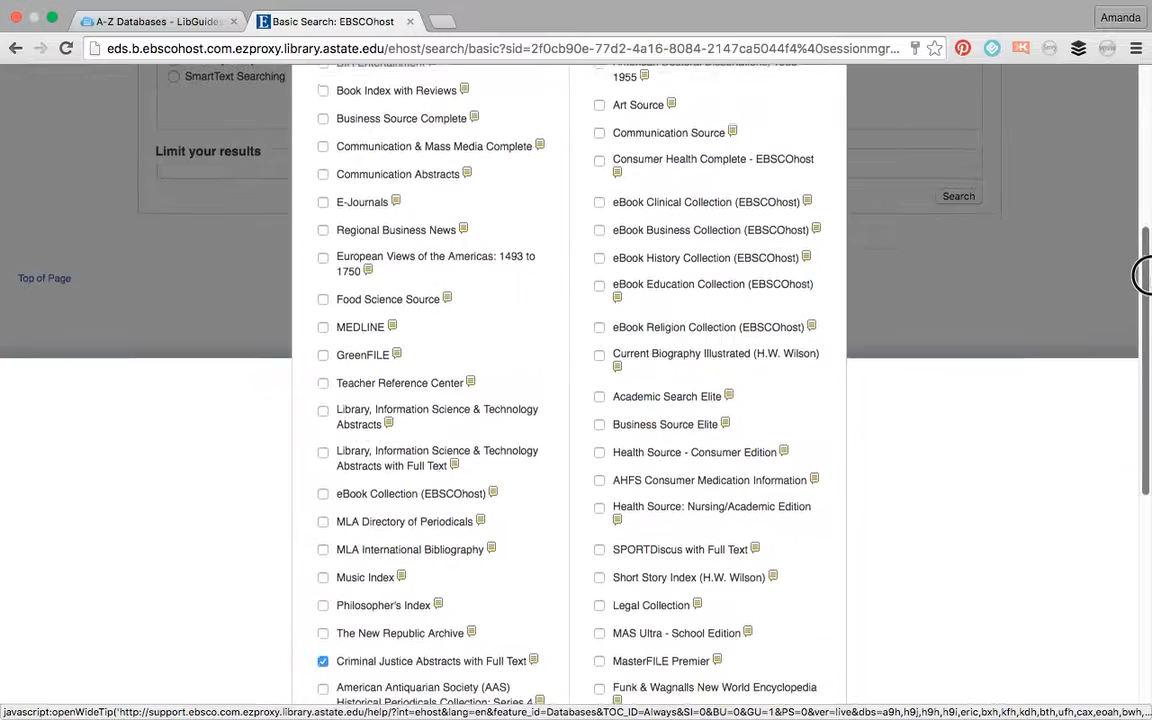 A-Z Databases - LibGuides
Basic Search: EBSCOhost
Amanda
eds.b.ebscohost.com.ezproxy.library.astate.edu/ehost/search/basic?sid=2f0cb90e-77d2-4a16-8084-2147ca5044f4%40sessionmgr...
SmartText Searching
Limit your results
Search
Top of Page
Book Index with Reviews
Business Source Complete
Communication & Mass Media Complete
Communication Abstracts
E-Journals
Regional Business News
European Views of the Americas: 1493 to
1750
Food Science Source
MEDLINE
GreenFILE
Teacher Reference Center
Library, Information Science & Technology
Abstracts
Library, Information Science & Technology
Abstracts with Full Text
eBook Collection (EBSCOhost)
MLA Directory of Periodicals
MLA International Bibliography
Music Index
Philosopher's Index
The New Republic Archive
Criminal Justice Abstracts with Full Text
American Antiquarian Society (AAS)
Historical Periodicals Collection: Series 4
American Doctoral Dissertations,
1955
Art Source
Communication Source
Consumer Health Complete - EBSCOhost
eBook Clinical Collection (EBSCOhost)
eBook Business Collection (EBSCOhost)
eBook History Collection (EBSCOhost)
eBook Education Collection (EBSCOhost)
eBook Religion Collection (EBSCOhost)
Current Biography Illustrated (H.W. Wilson)
Academic Search Elite
Business Source Elite
Health Source - Consumer Edition
AHFS Consumer Medication Information
Health Source: Nursing/Academic Edition
SPORTDiscus with Full Text
Short Story Index (H.W. Wilson)
Legal Collection
MAS Ultra - School Edition
MasterFILE Premier
Funk & Wagnalls New World Encyclopedia
javascript:openWideTip('http://support.ebsco.com.ezproxy.library.astate.edu/help/?int=ehost&lang=en&feature_id=Databases&TOC_ID=Always&SI=0&BU=0&GU=1&PS=0&ver=live&dbs=a9h,h9j,h9h,h9i,eric,bxh,kfh,kdh,bth,ufh,cax,eoah,bwh,...